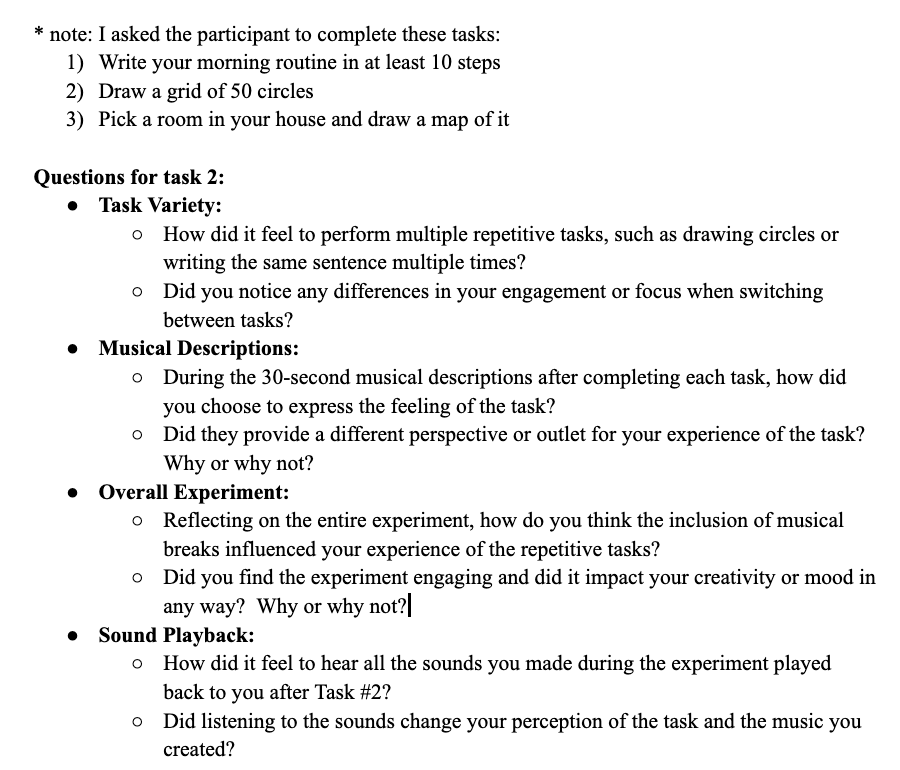 * note: I asked the participant to complete these tasks:
1) Write your morning routine in at least 10 steps
2) Draw a grid of 50 circles
3) Pick a room in your house and draw a map of it
Questions for task 2:
● Task Variety:
○ How did it feel to perform multiple repetitive tasks, such as drawing circles or
writing the same sentence multiple times?
○ Did you notice any differences in your engagement or focus when switching
between tasks?
● Musical Descriptions:
○ During the 30-second musical descriptions after completing each task, how did
you choose to express the feeling of the task?
○ Did they provide a different perspective or outlet for your experience of the task?
Why or why not?
● Overall Experiment:
○ Reflecting on the entire experiment, how do you think the inclusion of musical
breaks influenced your experience of the repetitive tasks?
○ Did you find the experiment engaging and did it impact your creativity or mood in
any way?  Why or why not?
● Sound Playback:
○ How did it feel to hear all the sounds you made during the experiment played
back to you after Task #2?
○ Did listening to the sounds change your perception of the task and the music you
created?